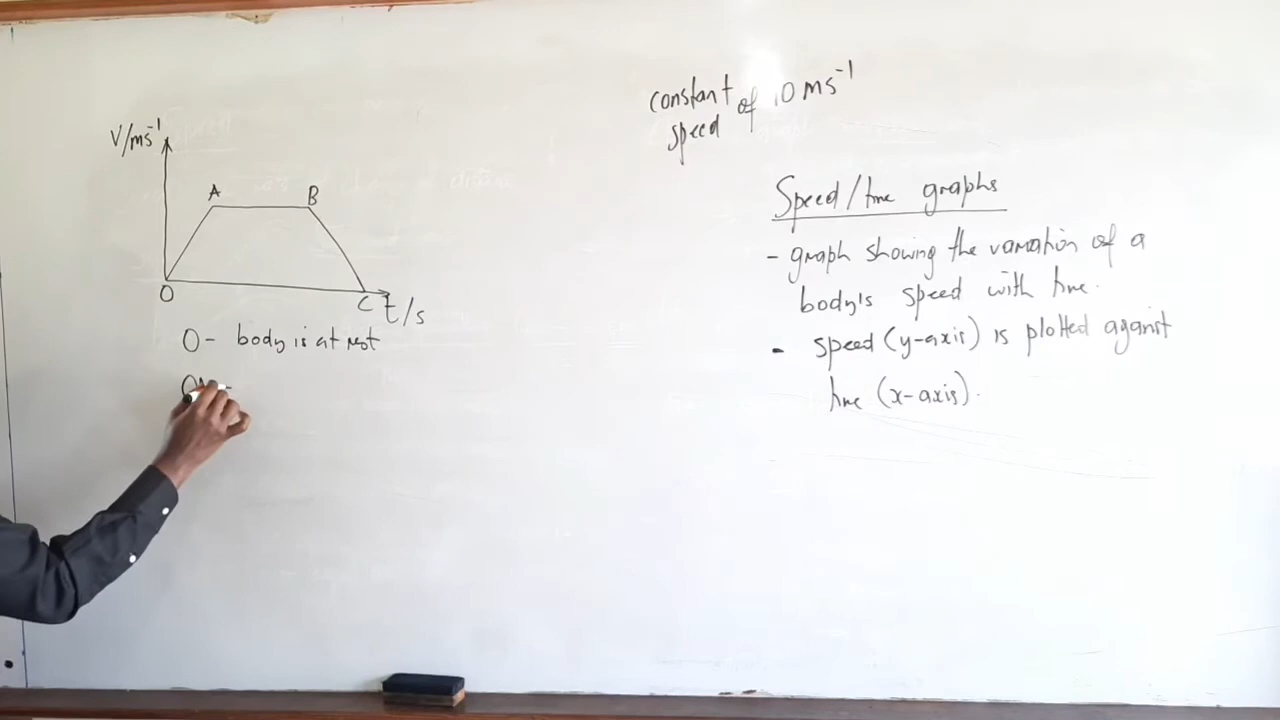 V/ms⁻¹
A B
O C t/s
O - body is at rest
OA -
constant of 10 ms⁻¹
speed
Speed/time graphs
- graph showing the variation of a
body's speed with time.
- speed (y-axis) is plotted against
time (x-axis).